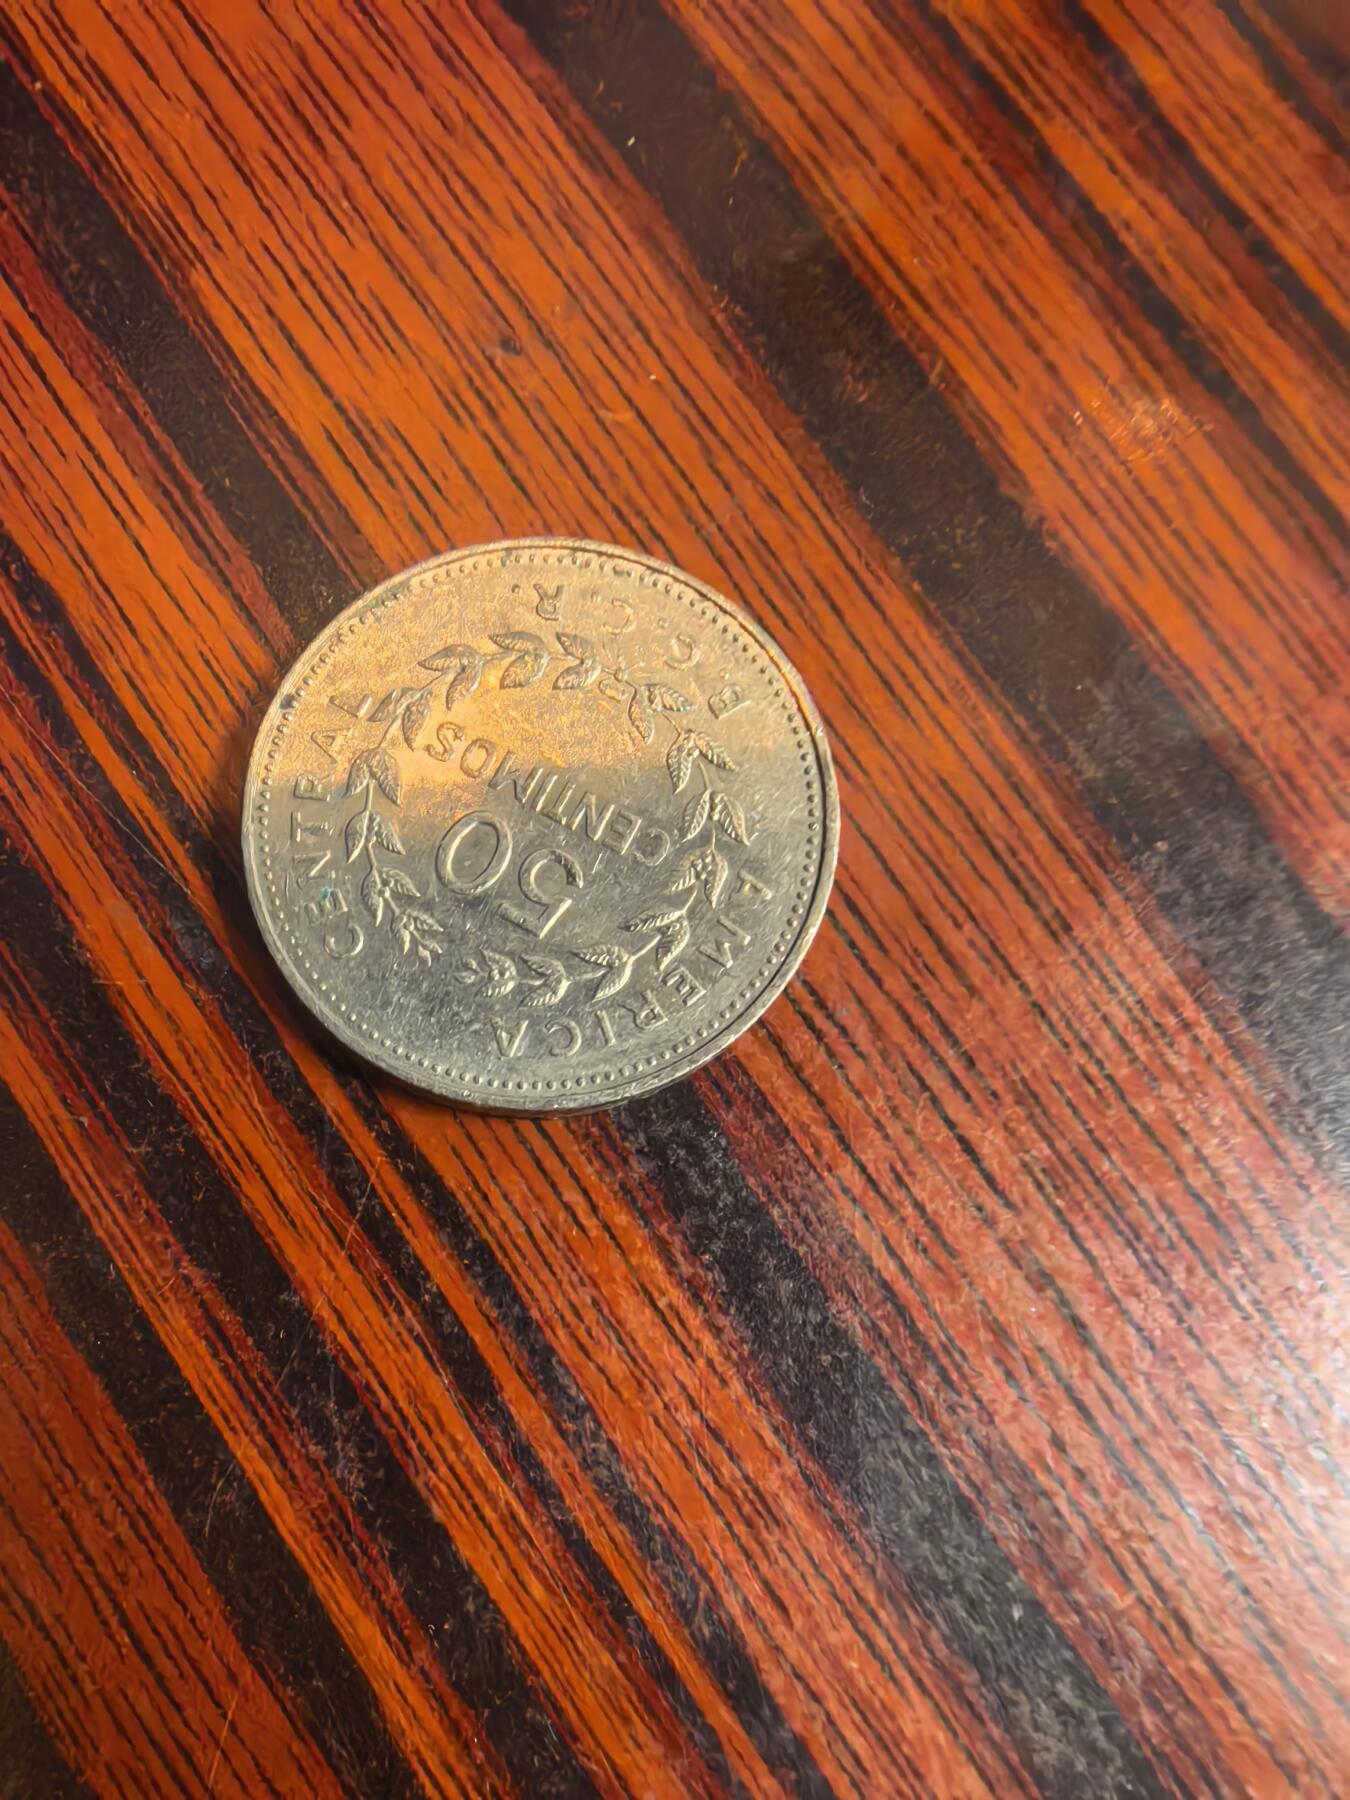 AMERICA CENTRAL
50
CENTIMOS
B.C.C.R.